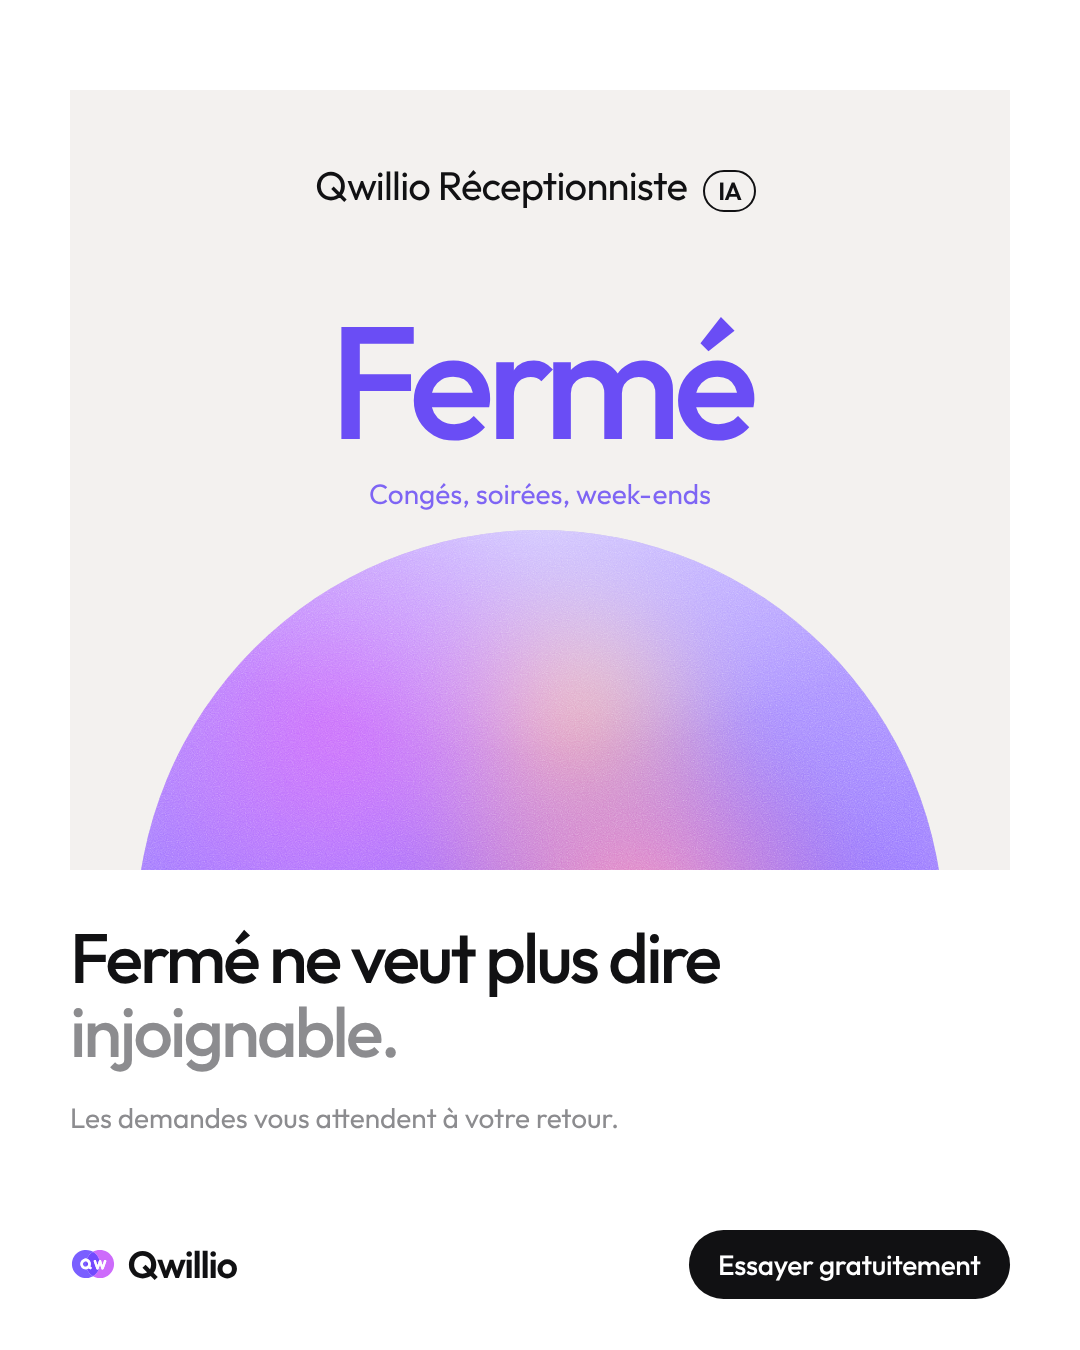 Qwillio Réceptionniste IA
Fermé
Congés, soirées, week-ends
Fermé ne veut plus dire
injoignable.
Les demandes vous attendent à votre retour.
QW Qwillio
Essayer gratuitement